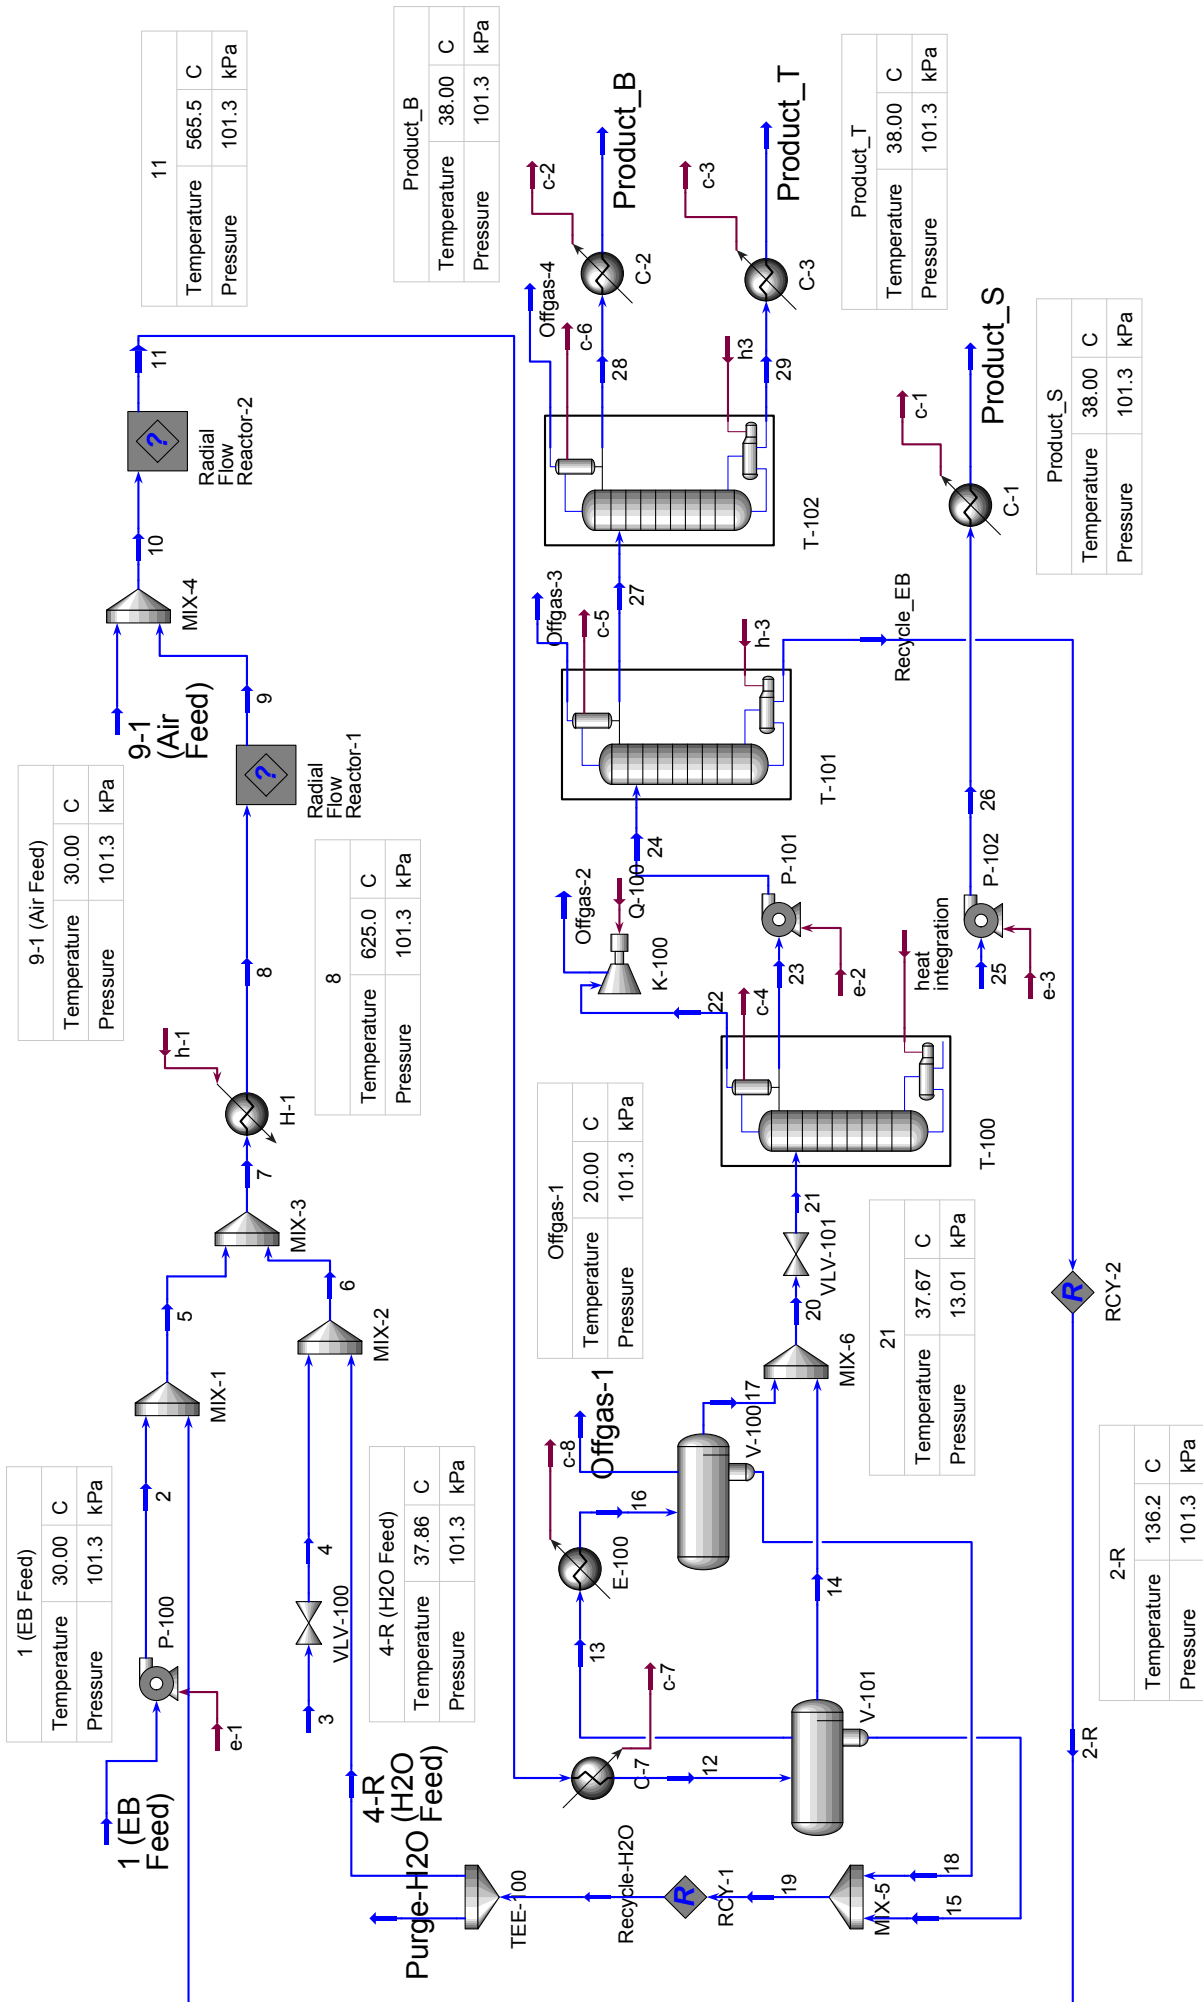 1 (EB Feed)
Temperature 30.00 C
Pressure 101.3 kPa
9-1 (Air Feed)
Temperature 30.00 C
Pressure 101.3 kPa
11
Temperature 565.5 C
Pressure 101.3 kPa
1 (EB
Feed)
e-1
P-100
2
MIX-1
5
3
VLV-100
4
MIX-2
6
MIX-3
7
h-1
H-1
8
8
Temperature 625.0 C
Pressure 101.3 kPa
Radial
Flow
Reactor-1
9
9-1
(Air
Feed)
MIX-4
10
Radial
Flow
Reactor-2
11
4-R (H2O Feed)
Temperature 37.86 C
Pressure 101.3 kPa
4-R
(H2O
Feed)
Purge-H2O
TEE-100
Recycle-H2O
RCY-1
19
MIX-5
15
18
C-7
c-7
12
V-101
13
14
E-100
c-8
16
Offgas-1
V-100
17
MIX-6
20
VLV-101
21
Offgas-1
Temperature 20.00 C
Pressure 101.3 kPa
21
Temperature 37.67 C
Pressure 13.01 kPa
T-100
heat
integration
c-4
22
K-100
Q-100
Offgas-2
23
e-2
P-101
24
T-101
h-3
c-5
Offgas-3
27
Recycle_EB
T-102
h3
c-6
Offgas-4
28
29
C-2
c-2
Product_B
C-3
c-3
Product_T
Product_B
Temperature 38.00 C
Pressure 101.3 kPa
Product_T
Temperature 38.00 C
Pressure 101.3 kPa
25
e-3
P-102
26
C-1
c-1
Product_S
Product_S
Temperature 38.00 C
Pressure 101.3 kPa
RCY-2
2-R
2-R
Temperature 136.2 C
Pressure 101.3 kPa